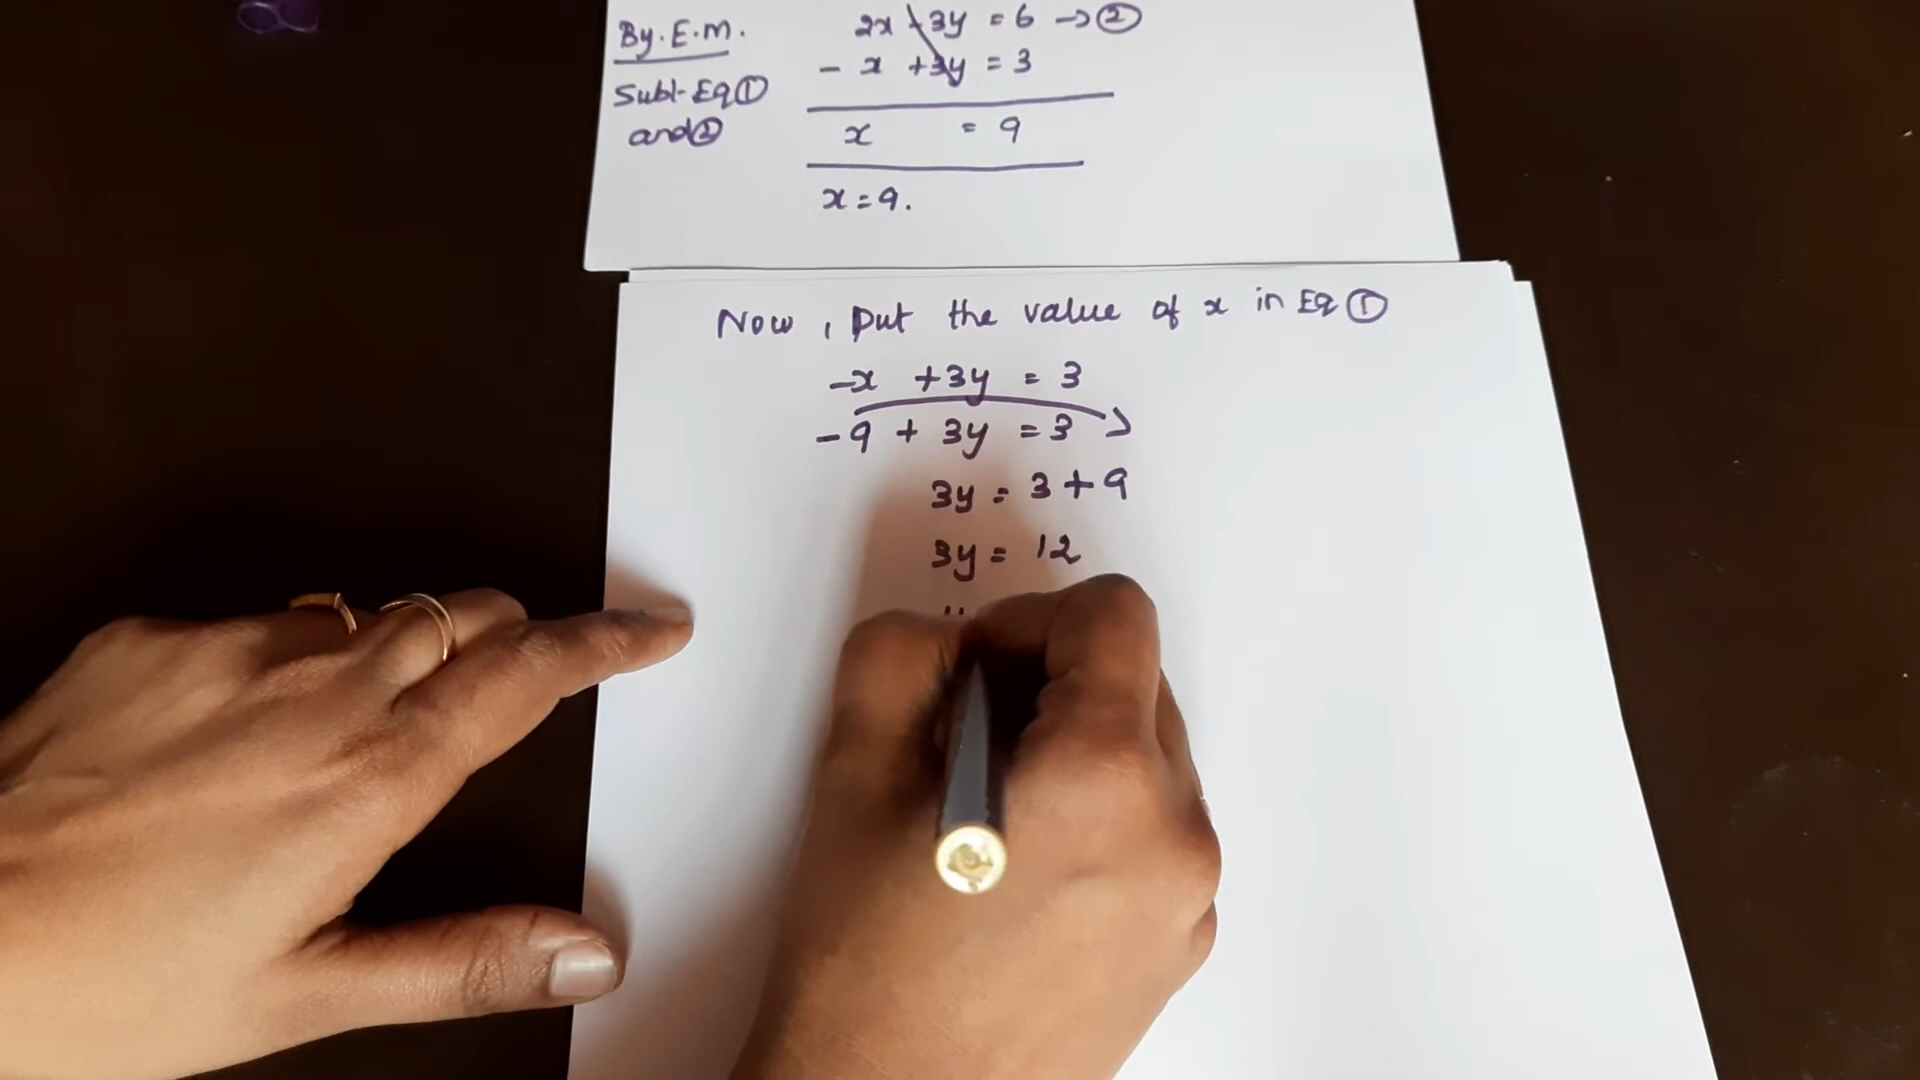 By. E.M.
2x - 3y = 6 → ②
- x + 3y = 3
Subt- Eq ①
and ②
x = 9
x = 9.
Now, put the value of x in Eq ①
-x + 3y = 3
-9 + 3y = 3
3y = 3 + 9
3y = 12